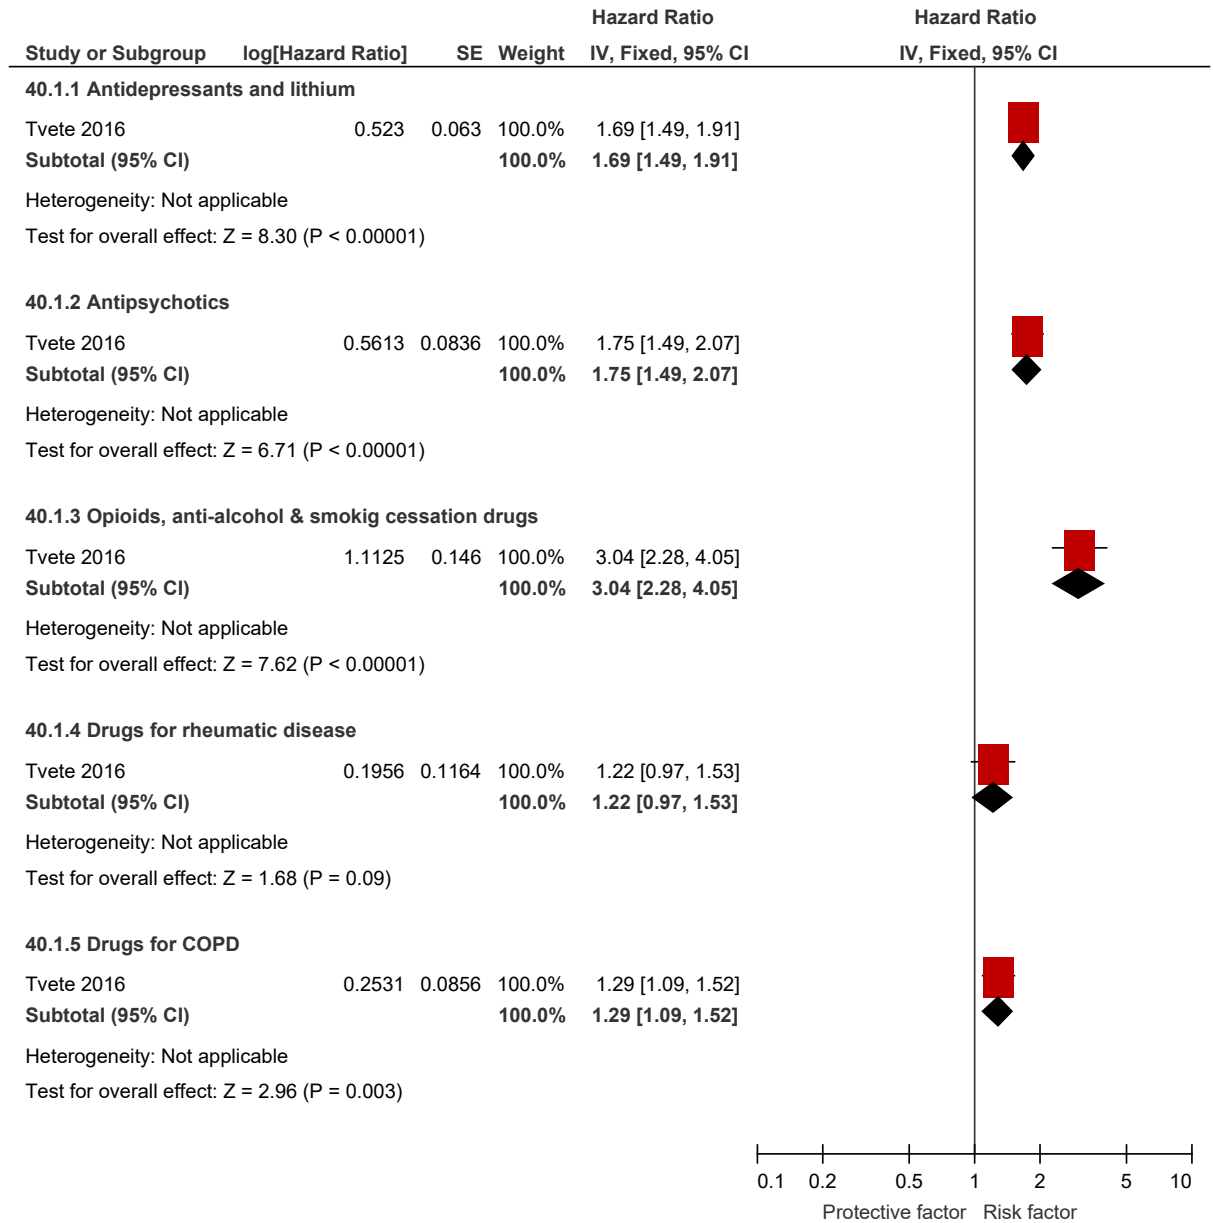 Hazard Ratio Hazard Ratio
Study or Subgroup log[Hazard Ratio] SE Weight IV, Fixed, 95% CI IV, Fixed, 95% CI
40.1.1 Antidepressants and lithium
Tvete 2016 0.523 0.063 100.0% 1.69 [1.49, 1.91]
Subtotal (95% CI) 100.0% 1.69 [1.49, 1.91]
Heterogeneity: Not applicable
Test for overall effect: Z = 8.30 (P < 0.00001)
40.1.2 Antipsychotics
Tvete 2016 0.5613 0.0836 100.0% 1.75 [1.49, 2.07]
Subtotal (95% CI) 100.0% 1.75 [1.49, 2.07]
Heterogeneity: Not applicable
Test for overall effect: Z = 6.71 (P < 0.00001)
40.1.3 Opioids, anti-alcohol & smokig cessation drugs
Tvete 2016 1.1125 0.146 100.0% 3.04 [2.28, 4.05]
Subtotal (95% CI) 100.0% 3.04 [2.28, 4.05]
Heterogeneity: Not applicable
Test for overall effect: Z = 7.62 (P < 0.00001)
40.1.4 Drugs for rheumatic disease
Tvete 2016 0.1956 0.1164 100.0% 1.22 [0.97, 1.53]
Subtotal (95% CI) 100.0% 1.22 [0.97, 1.53]
Heterogeneity: Not applicable
Test for overall effect: Z = 1.68 (P = 0.09)
40.1.5 Drugs for COPD
Tvete 2016 0.2531 0.0856 100.0% 1.29 [1.09, 1.52]
Subtotal (95% CI) 100.0% 1.29 [1.09, 1.52]
Heterogeneity: Not applicable
Test for overall effect: Z = 2.96 (P = 0.003)
0.1 0.2 0.5 1 2 5 10
Protective factor Risk factor